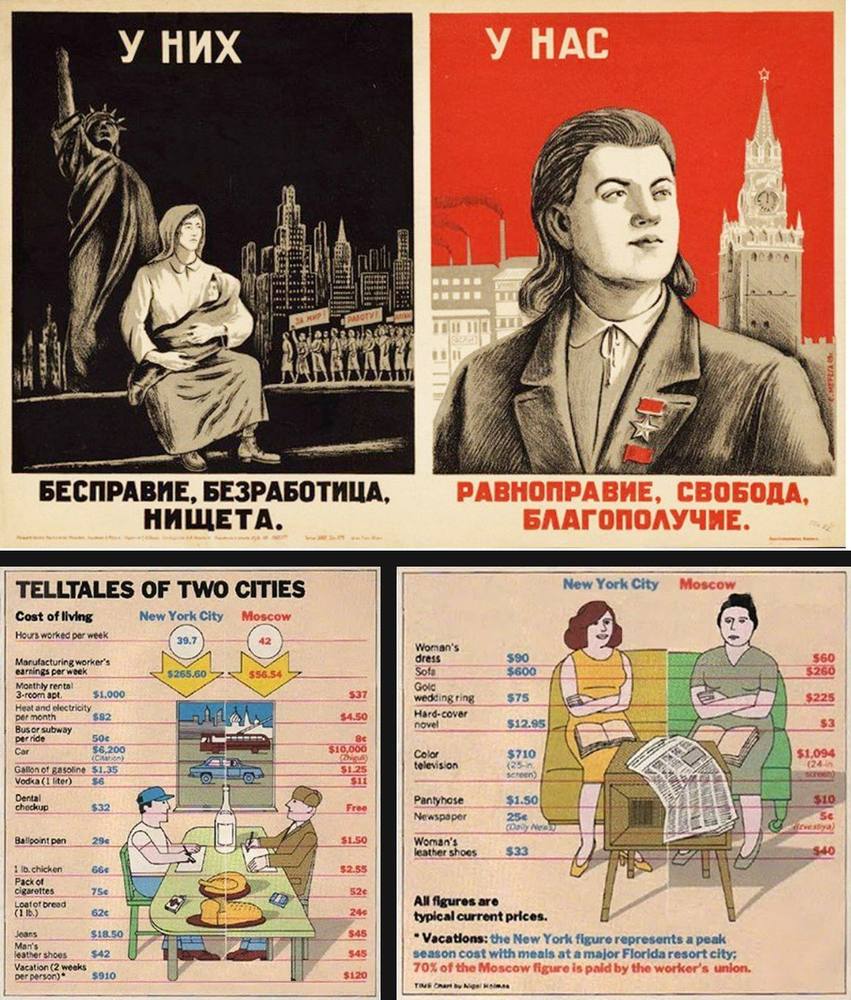 У НИХ
У НАС
ЗА МИР!
РАБОТУ!
БЕСПРАВИЕ, БЕЗРАБОТИЦА,
НИЩЕТА.
РАВНОПРАВИЕ, СВОБОДА,
БЛАГОПОЛУЧИЕ.
TELLTALES OF TWO CITIES
Cost of living New York City Moscow
Hours worked per week 39.7 42
Manufacturing worker's
earnings per week $265.60 $56.54
Monthly rental
3-room apt. $1,000 $37
Heat and electricity
per month $82 $4.50
Bus or subway
per ride 50¢ 8¢
Car $6,200 $10,000
(Citation) (Zhiguli)
Gallon of gasoline $1.35 $1.25
Vodka (1 liter) $6 $11
Dental
checkup $32 Free
Ballpoint pen 29¢ $1.50
1 lb. chicken 66¢ $2.55
Pack of
cigarettes 75¢ 52¢
Loaf of bread
(1 lb.) 62¢ 24¢
Jeans $18.50 $45
Man's
leather shoes $42 $45
Vacation (2 weeks
per person)* $910 $120
New York City Moscow
Woman's
dress $90 $60
Sofa $600 $260
Gold
wedding ring $75 $225
Hard-cover
novel $12.95 $3
Color
television $710 $1,094
(25-in. (24-in.
screen) screen)
Pantyhose $1.50 $10
Newspaper 25¢ 5¢
(Daily News) (Izvestiya)
Woman's
leather shoes $33 $40
All figures are
typical current prices.
* Vacations: the New York figure represents a peak
season cost with meals at a major Florida resort city;
70% of the Moscow figure is paid by the worker's union.
TIME Chart by Nigel Holmes